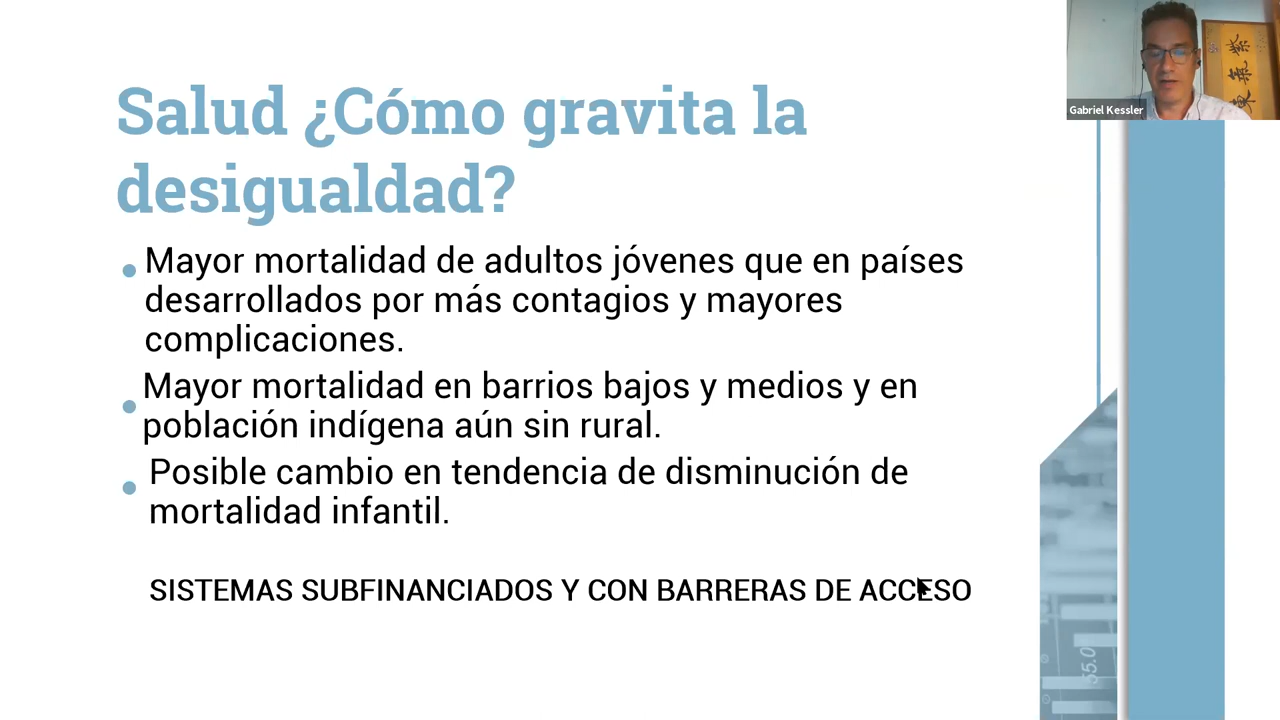 Salud ¿Cómo gravita la
desigualdad?
Mayor mortalidad de adultos jóvenes que en países
desarrollados por más contagios y mayores
complicaciones.
Mayor mortalidad en barrios bajos y medios y en
población indígena aún sin rural.
Posible cambio en tendencia de disminución de
mortalidad infantil.
SISTEMAS SUBFINANCIADOS Y CON BARRERAS DE ACCESO
Gabriel Kessler
55.0